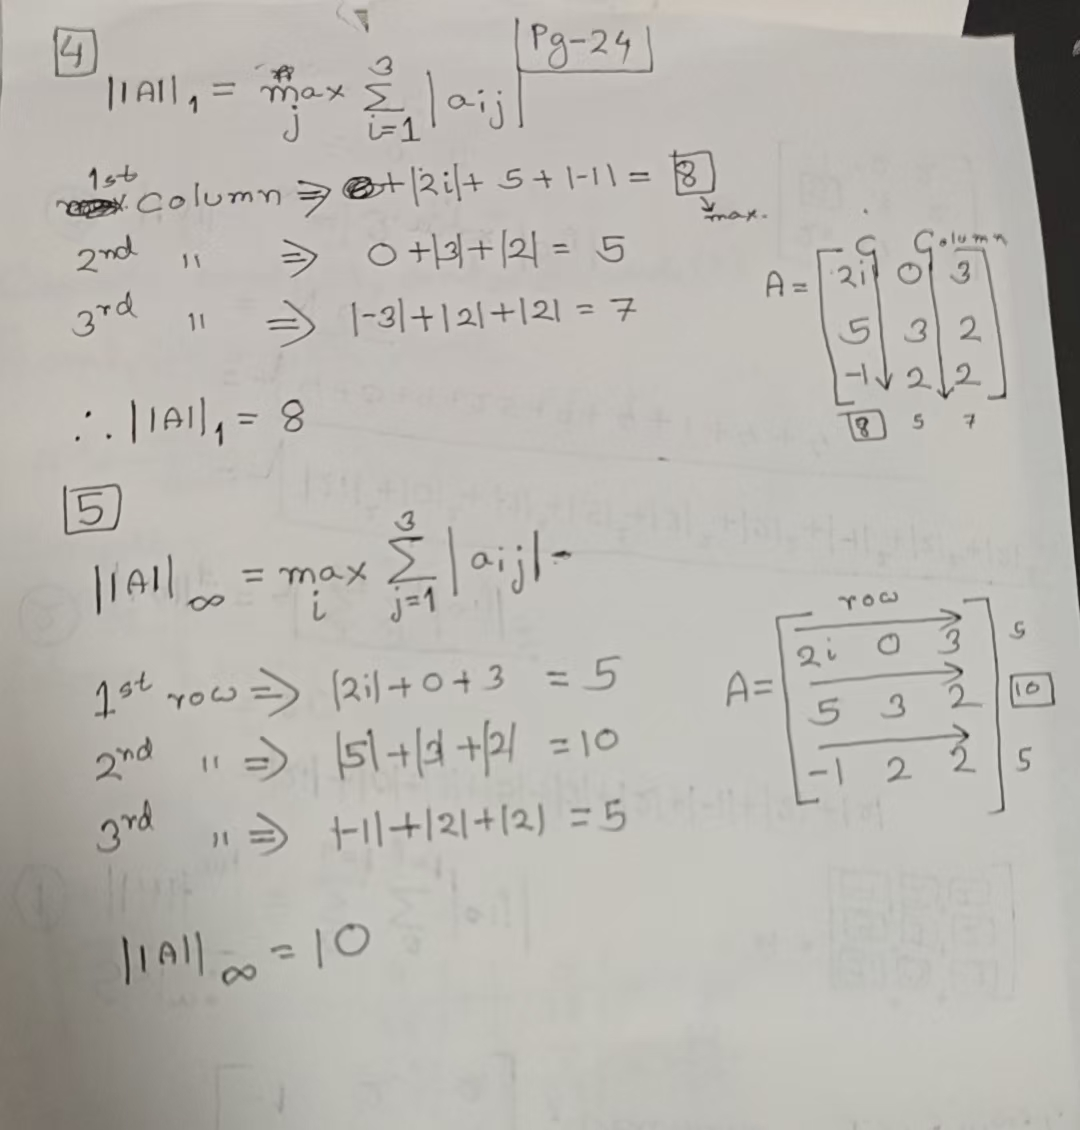 4
Pg-24
||A||₁ = max_j Σ_{i=1}^{3} |aij|
1st column ⇒ + |2i| + 5 + |-1| = 8
max.
2nd " ⇒ 0 + |3| + |2| = 5
3rd " ⇒ |-3| + |2| + |2| = 7
Column
A = [ 2i 0 3
5 3 2
-1 2 2 ]
8 5 7
∴ ||A||₁ = 8
5
||A||∞ = max_i Σ_{j=1}^{3} |aij| -
1st row ⇒ |2i| + 0 + 3 = 5
2nd " ⇒ |5| + |3| + |2| = 10
3rd " ⇒ |-1| + |2| + |2| = 5
row
A = [ 2i 0 3 ] 5
5 3 2 10
-1 2 2 5
||A||∞ = 10